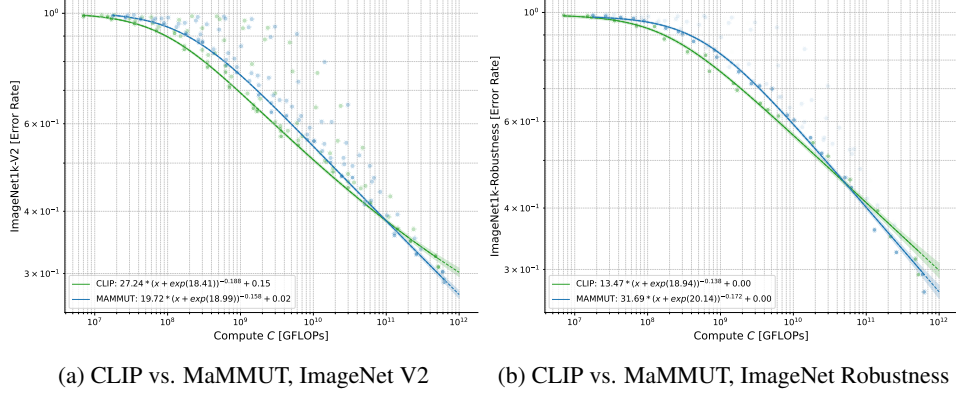 10⁰
6 × 10⁻¹
4 × 10⁻¹
3 × 10⁻¹
ImageNet1k-V2 [Error Rate]
CLIP: 27.24 * (x + exp(18.41))⁻⁰·¹⁸⁸ + 0.15
MAMMUT: 19.72 * (x + exp(18.99))⁻⁰·¹⁵⁸ + 0.02
10⁷ 10⁸ 10⁹ 10¹⁰ 10¹¹ 10¹²
Compute C [GFLOPs]
(a) CLIP vs. MaMMUT, ImageNet V2
10⁰
6 × 10⁻¹
4 × 10⁻¹
3 × 10⁻¹
ImageNet1k-Robustness [Error Rate]
CLIP: 13.47 * (x + exp(18.94))⁻⁰·¹³⁸ + 0.00
MAMMUT: 31.69 * (x + exp(20.14))⁻⁰·¹⁷² + 0.00
10⁷ 10⁸ 10⁹ 10¹⁰ 10¹¹ 10¹²
Compute C [GFLOPs]
(b) CLIP vs. MaMMUT, ImageNet Robustness